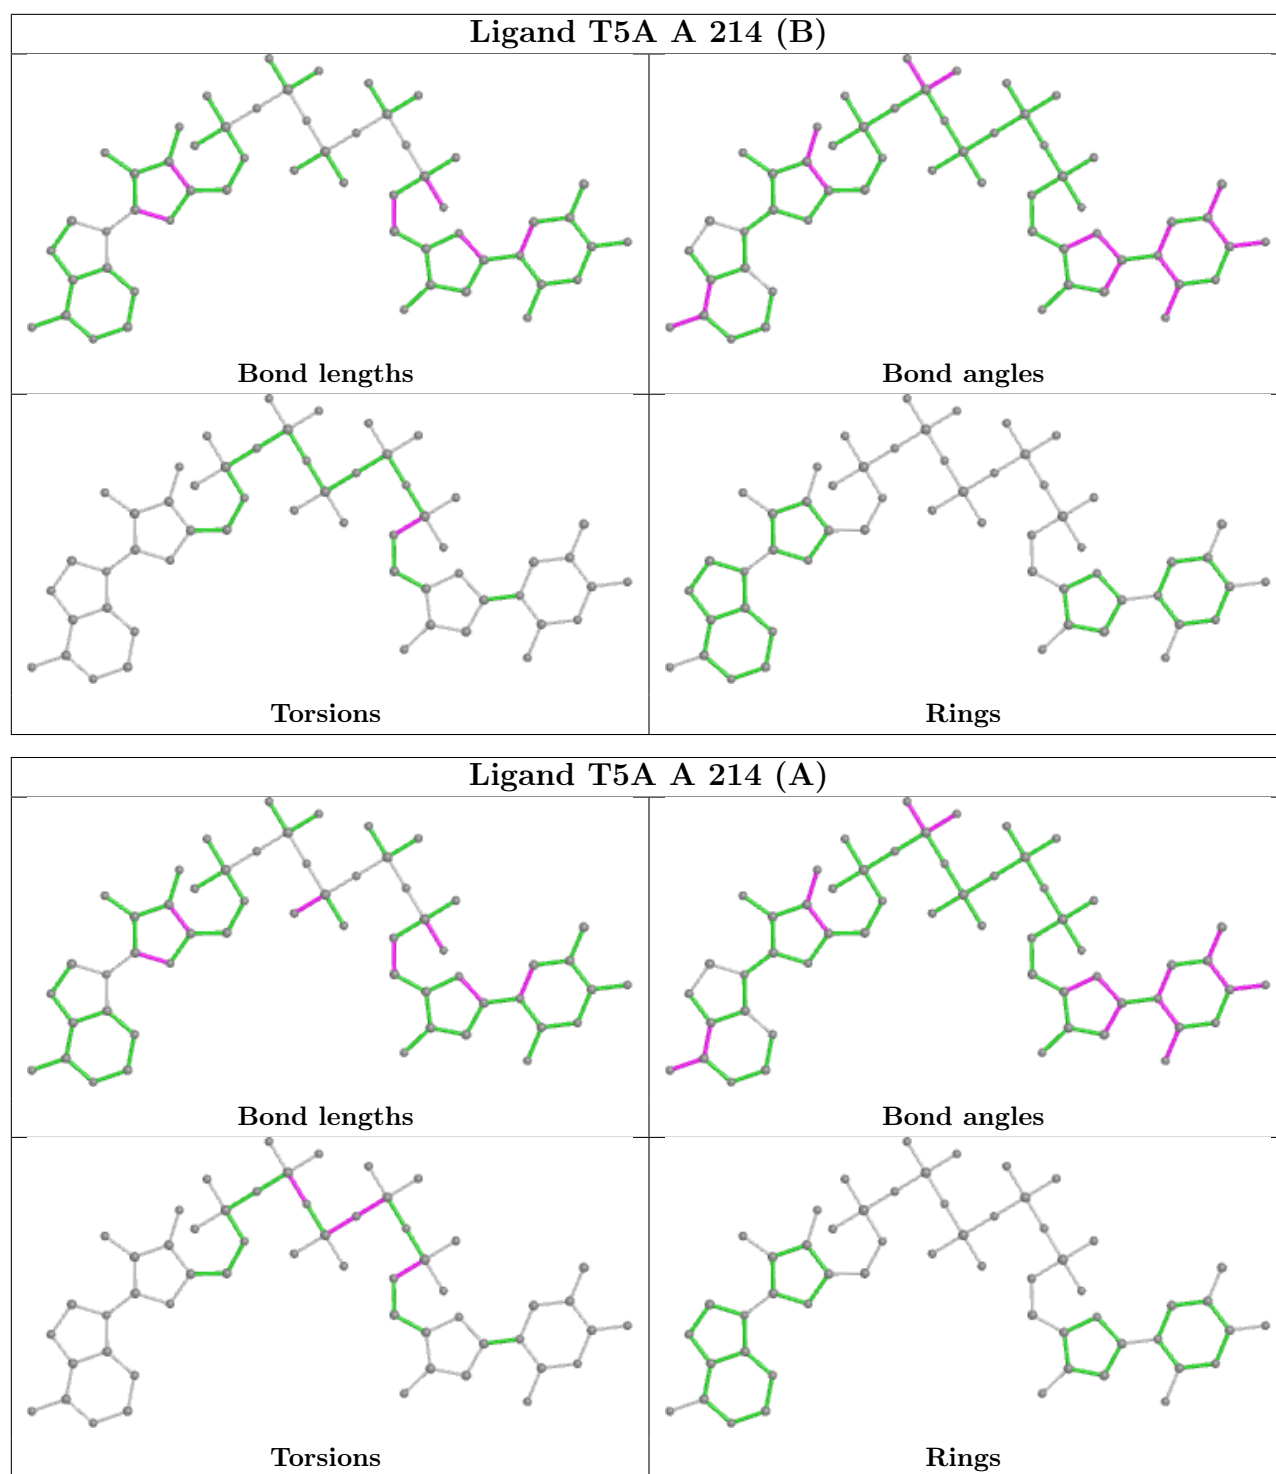 Ligand T5A A 214 (B)
Bond lengths
Bond angles
Torsions
Rings
Ligand T5A A 214 (A)
Bond lengths
Bond angles
Torsions
Rings